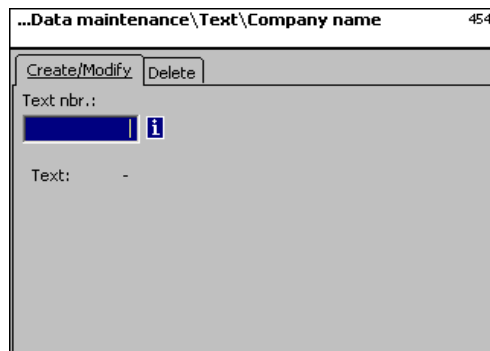 ...Data maintenance\Text\Company name 454
Create/Modify Delete
Text nbr.:
i
Text: -